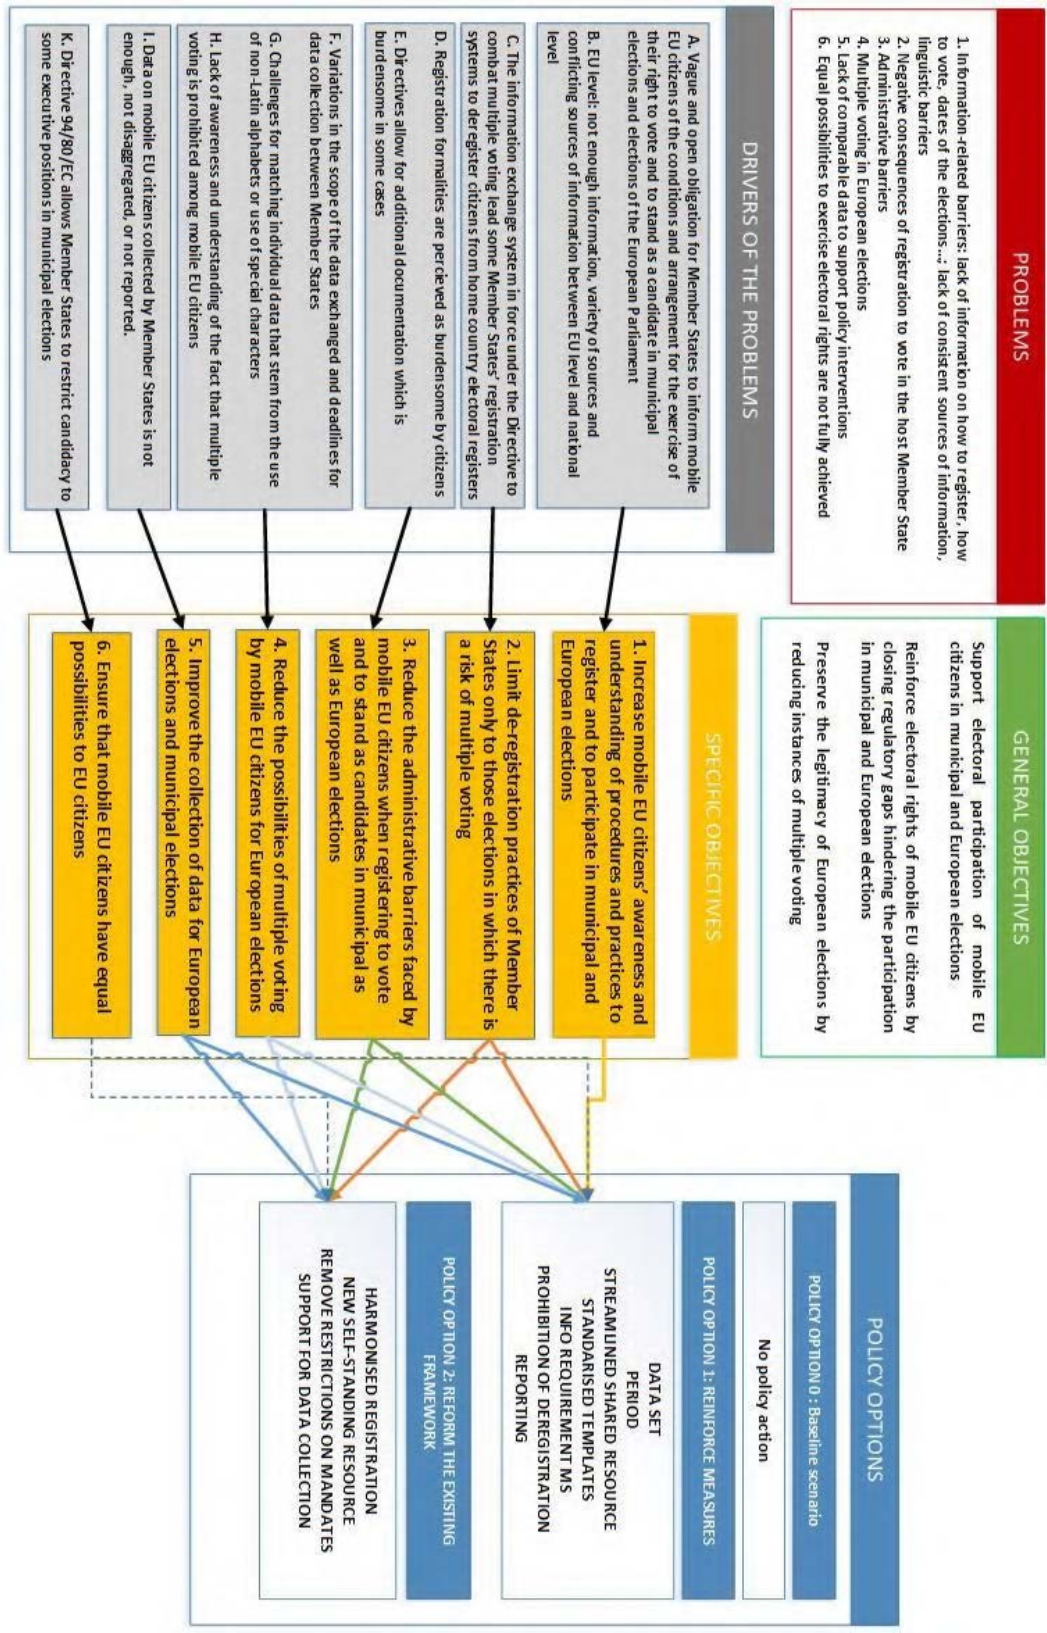 PROBLEMS
1. Information-related barriers: lack of information on how to register, how
to vote, dates of the elections...; lack of consistent sources of information,
linguistic barriers
2. Negative consequences of registration to vote in the host Member State
3. Administrative barriers
4. Multiple voting in European elections
5. Lack of comparable data to support policy interventions
6. Equal possibilities to exercise electoral rights are not fully achieved
GENERAL OBJECTIVES
Support electoral participation of mobile EU
citizens in municipal and European elections
Reinforce electoral rights of mobile EU citizens by
closing regulatory gaps hindering the participation
in municipal and European elections
Preserve the legitimacy of European elections by
reducing instances of multiple voting
DRIVERS OF THE PROBLEMS
A. Vague and open obligation for Member States to inform mobile
EU citizens of the conditions and arrangement for the exercise of
their right to vote and to stand as a candidate in municipal
elections and elections of the European Parliament
B. EU level: not enough information, variety of sources and
conflicting sources of information between EU level and national
level
C. The information exchange system in force under the Directive to
combat multiple voting lead some Member States' registration
systems to deregister citizens from home country electoral registers
D. Registration formalities are percieved as burdensome by citizens
E. Directives allow for additional documentation which is
burdensome in some cases
F. Variations in the scope of the data exchanged and deadlines for
data collection between Member States
G. Challenges for matching individual data that stem from the use
of non-Latin alphabets or use of special characters
H. Lack of awareness and understanding of the fact that multiple
voting is prohibited among mobile EU citizens
I. Data on mobile EU citizens collected by Member States is not
enough, not disaggregated, or not reported.
K. Directive 94/80/EC allows Member States to restrict candidacy to
some executive positions in municipal elections
SPECIFIC OBJECTIVES
1. Increase mobile EU citizens' awareness and
understanding of procedures and practices to
register and to participate in municipal and
European elections
2. Limit de-registration practices of Member
States only to those elections in which there is
a risk of multiple voting
3. Reduce the administrative barriers faced by
mobile EU citizens when registering to vote
and to stand as candidates in municipal as
well as European elections
4. Reduce the possibilities of multiple voting
by mobile EU citizens for European elections
5. Improve the collection of data for European
elections and municipal elections
6. Ensure that mobile EU citizens have equal
possibilities to EU citizens
POLICY OPTIONS
POLICY OPTION 0 : Baseline scenario
No policy action
POLICY OPTION 1: REINFORCE MEASURES
DATA SET
PERIOD
STREAMLINED SHARED RESOURCE
STANDARISED TEMPLATES
INFO REQUIREMENT MS
PROHIBITION OF DEREGISTRATION
REPORTING
POLICY OPTION 2: REFORM THE EXISTING
FRAMEWORK
HARMONISED REGISTRATION
NEW SELF-STANDING RESOURCE
REMOVE RESTRICTIONS ON MANDATES
SUPPORT FOR DATA COLLECTION